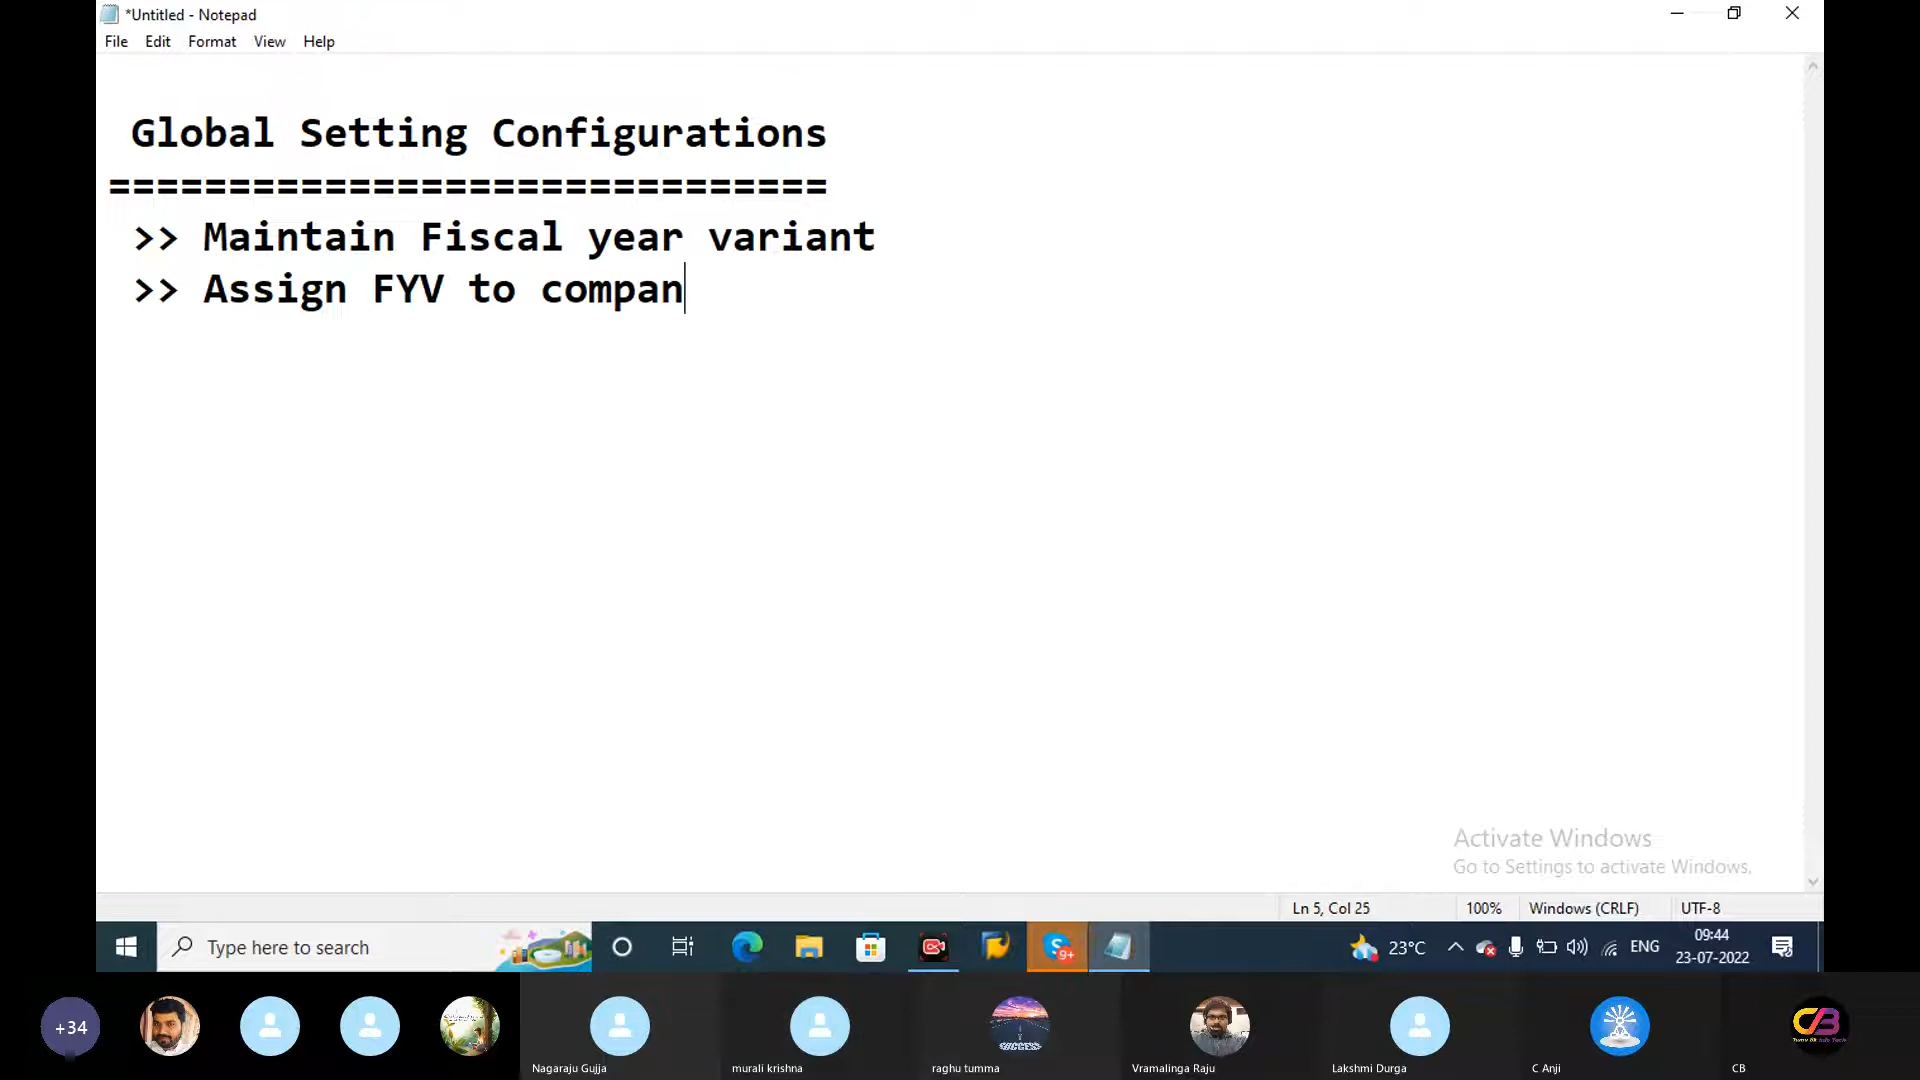 *Untitled - Notepad
File Edit Format View Help
Global Setting Configurations
==============================
>> Maintain Fiscal year variant
>> Assign FYV to compan
Activate Windows
Go to Settings to activate Windows.
Ln 5, Col 25 100% Windows (CRLF) UTF-8
Type here to search
9+
23°C
ENG
09:44
23-07-2022
+34
SUCCESS
CB
Nagaraju Gujja
murali krishna
raghu tumma
Vramalinga Raju
Lakshmi Durga
C Anji
CB